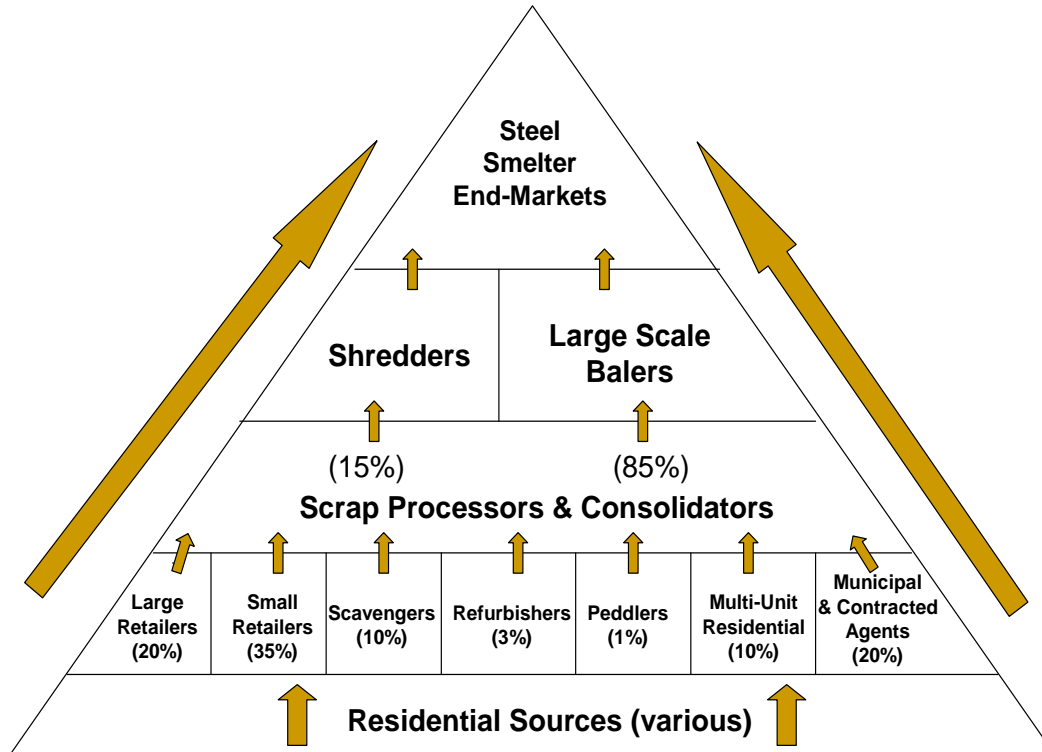 Steel
Smelter
End-Markets
Shredders
Large Scale
Balers
(15%)
(85%)
Scrap Processors & Consolidators
Large
Retailers
(20%)
Small
Retailers
(35%)
Scavengers
(10%)
Refurbishers
(3%)
Peddlers
(1%)
Multi-Unit
Residential
(10%)
Municipal
& Contracted
Agents
(20%)
Residential Sources (various)